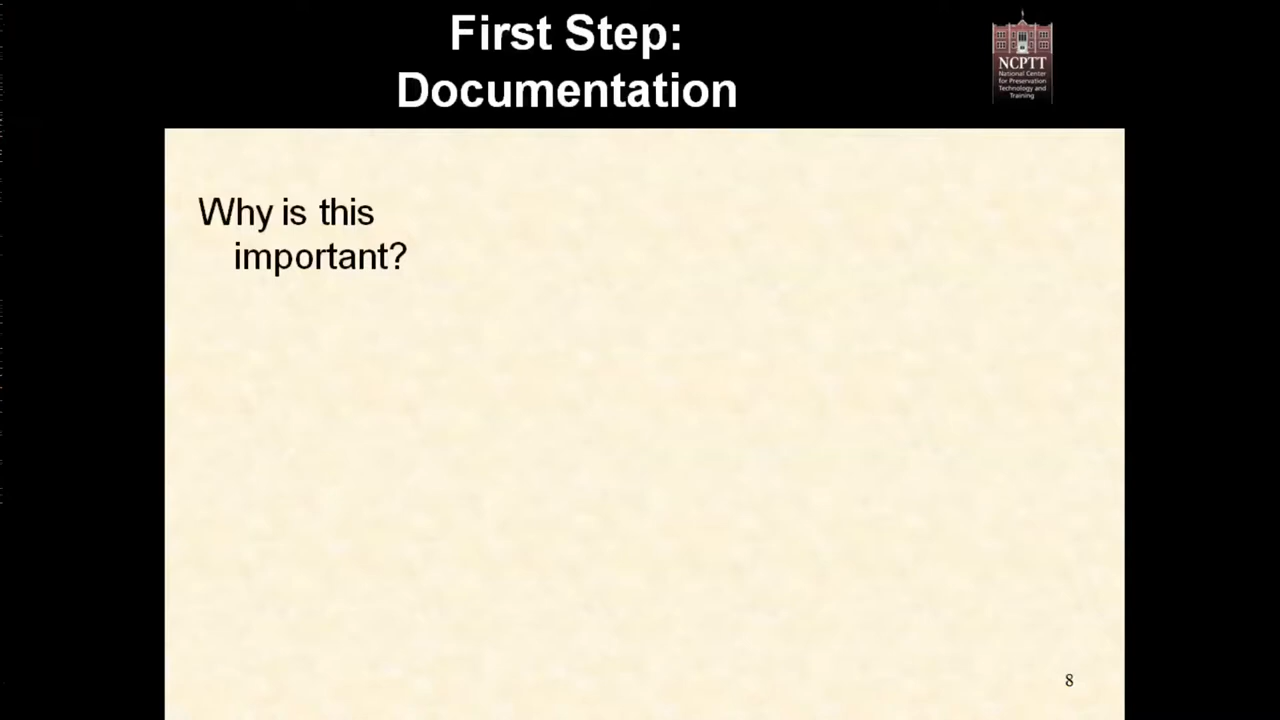 First Step:
Documentation
NCPTT
National Center
for Preservation
Technology and
Training
Why is this
important?
8